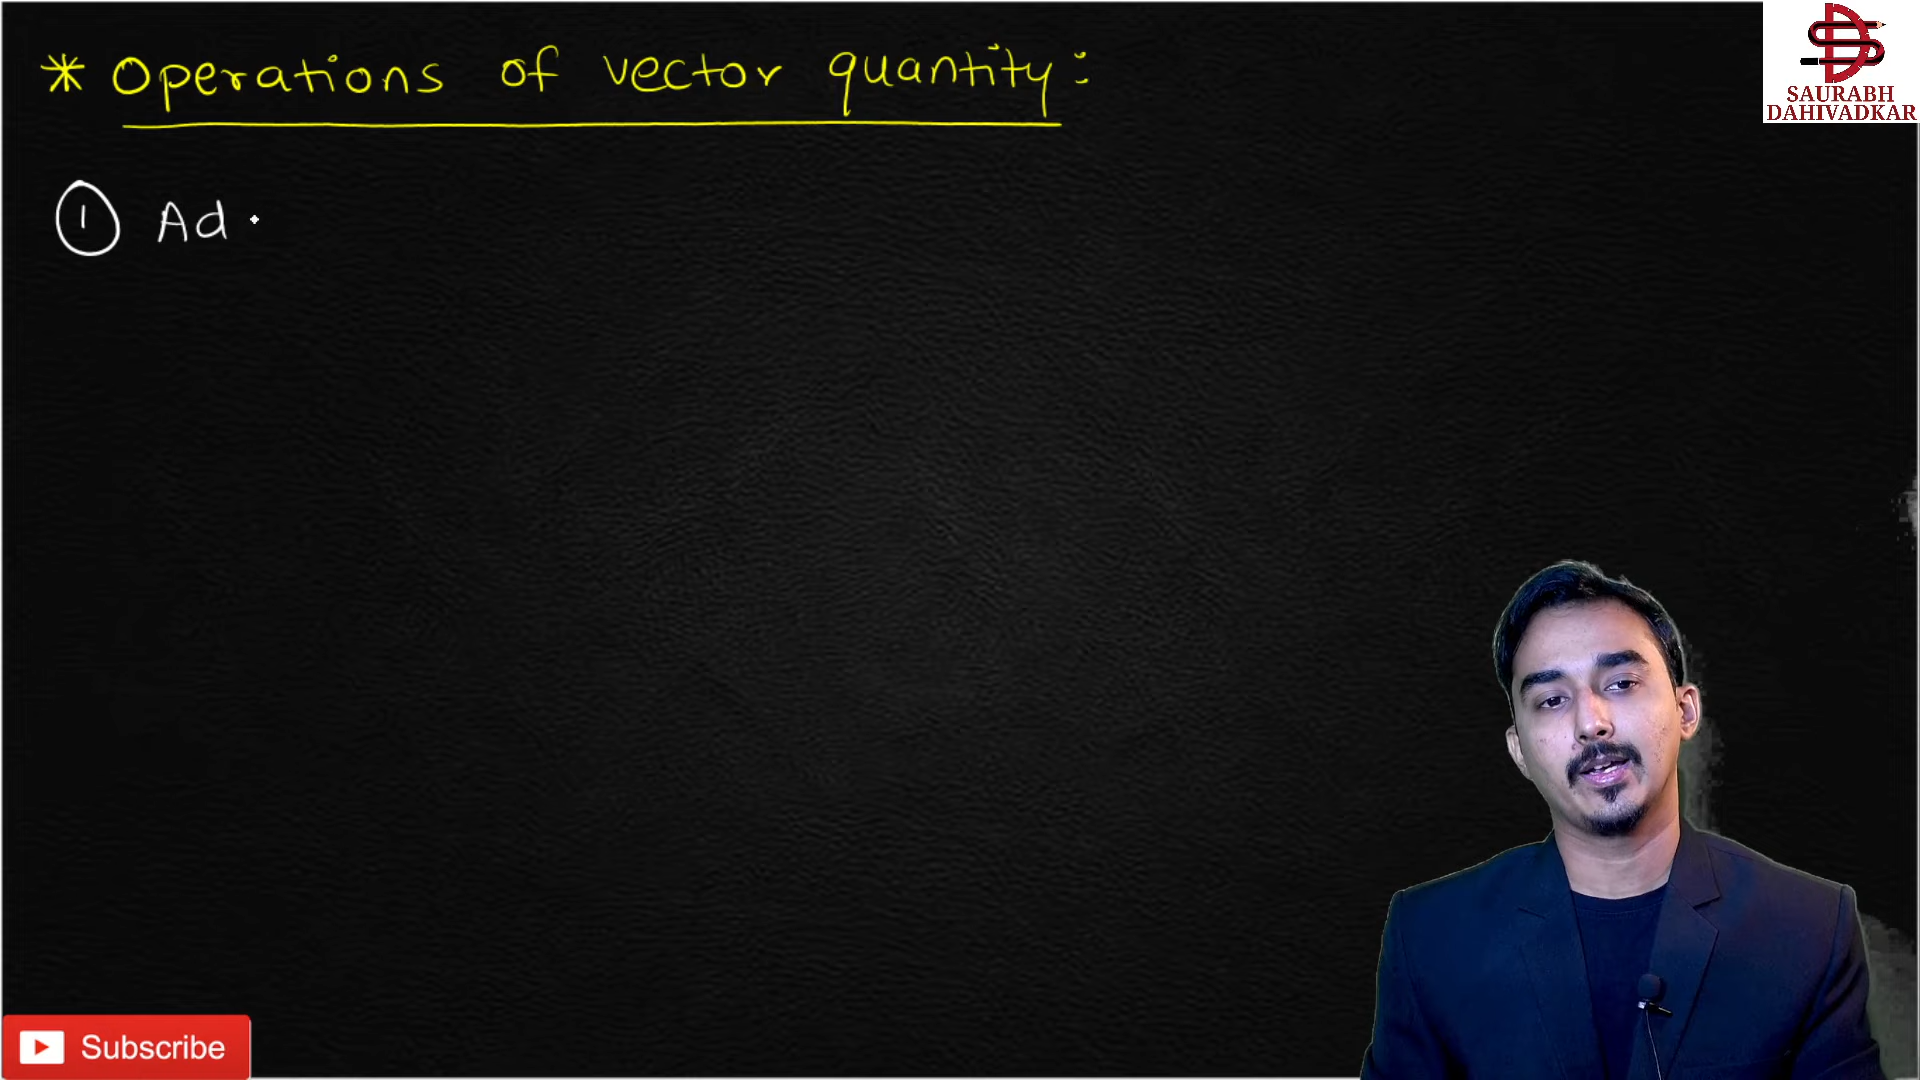 * Operations of vector quantity:
① Ad
SAURABH
DAHIVADKAR
Subscribe